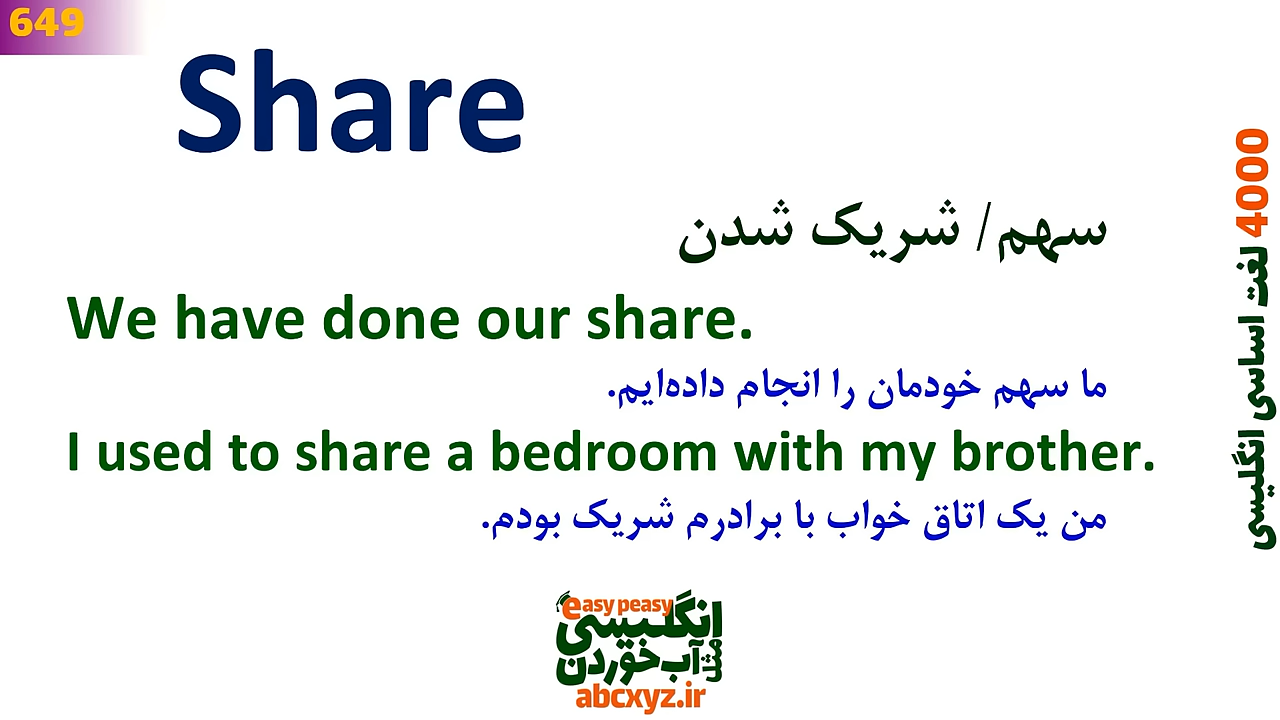 649
Share
سهم/ شریک شدن
We have done our share.
ما سهم خودمان را انجام داده‌ایم.
I used to share a bedroom with my brother.
من یک اتاق خواب با برادرم شریک بودم.
4000 لغت اساسی انگلیسی
easy peasy
انگلیسی
مثل آب خوردن
abcxyz.ir